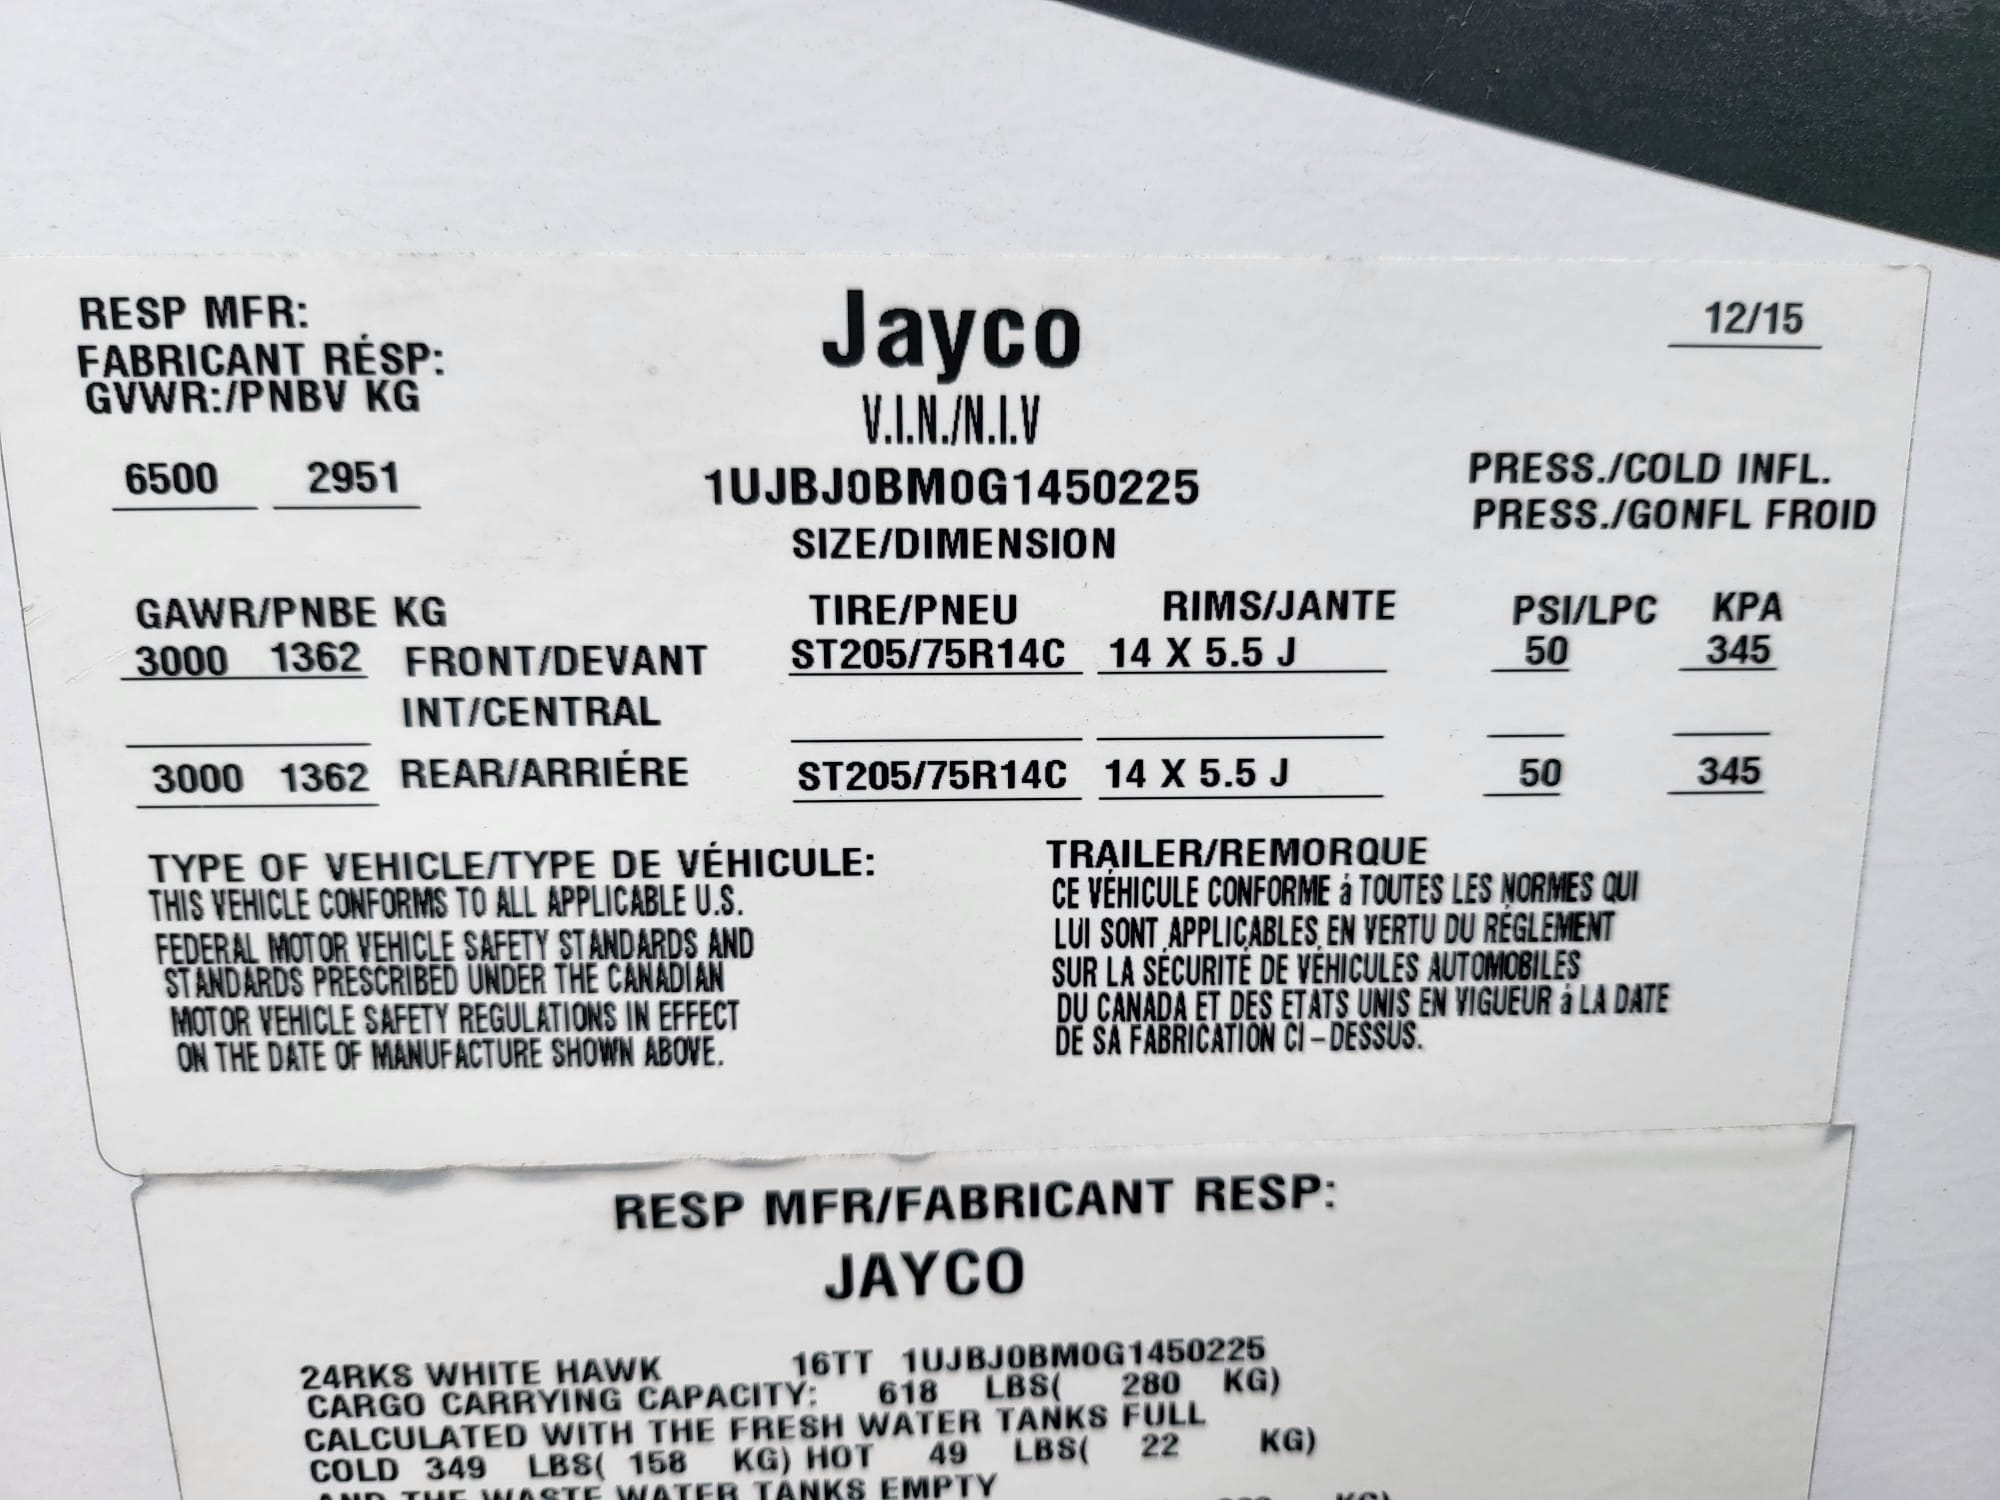 Jayco
12/15
RESP MFR:
FABRICANT RÉSP:
GVWR:/PNBV KG
6500 2951
V.I.N./N.I.V
1UJBJ0BM0G1450225
SIZE/DIMENSION
PRESS./COLD INFL.
PRESS./GONFL FROID
GAWR/PNBE KG TIRE/PNEU RIMS/JANTE PSI/LPC KPA
3000 1362 FRONT/DEVANT ST205/75R14C 14 X 5.5 J 50 345
INT/CENTRAL
3000 1362 REAR/ARRIÉRE ST205/75R14C 14 X 5.5 J 50 345
TYPE OF VEHICLE/TYPE DE VÉHICULE: TRAILER/REMORQUE
THIS VEHICLE CONFORMS TO ALL APPLICABLE U.S.
FEDERAL MOTOR VEHICLE SAFETY STANDARDS AND
STANDARDS PRESCRIBED UNDER THE CANADIAN
MOTOR VEHICLE SAFETY REGULATIONS IN EFFECT
ON THE DATE OF MANUFACTURE SHOWN ABOVE.
CE VÉHICULE CONFORME á TOUTES LES NORMES QUI
LUI SONT APPLICABLES EN VERTU DU RÉGLEMENT
SUR LA SÉCURITÉ DE VÉHICULES AUTOMOBILES
DU CANADA ET DES ETATS UNIS EN VIGUEUR á LA DATE
DE SA FABRICATION CI-DESSUS.
RESP MFR/FABRICANT RESP:
JAYCO
24RKS WHITE HAWK 16TT 1UJBJ0BM0G1450225
CARGO CARRYING CAPACITY: 618 LBS( 280 KG)
CALCULATED WITH THE FRESH WATER TANKS FULL
COLD 349 LBS( 158 KG) HOT 49 LBS( 22 KG)
AND THE WASTE WATER TANKS EMPTY